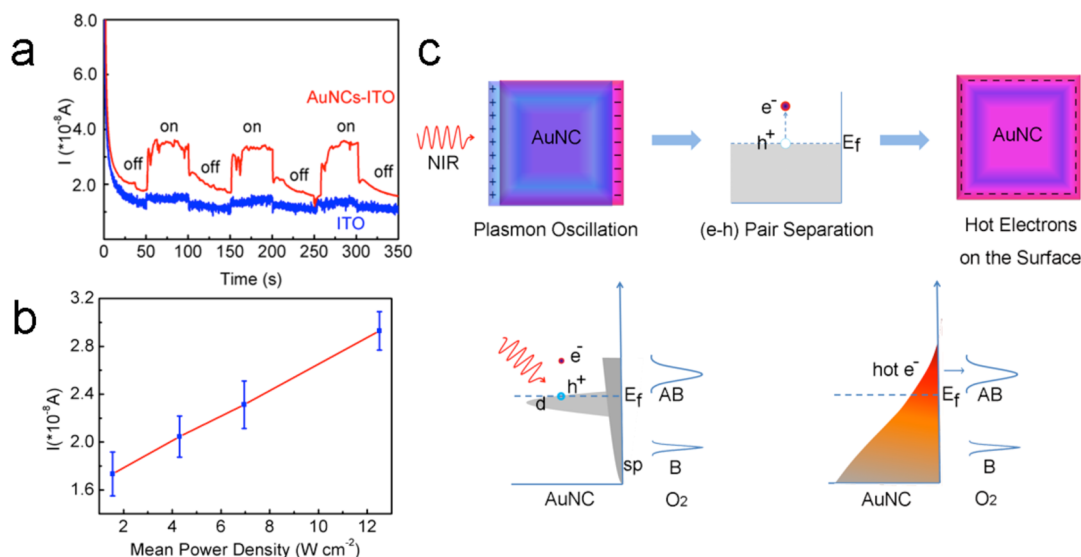 a
I (*10⁻⁸A)
8.0
6.0
4.0
2.0
AuNCs-ITO
on
on
on
off
off
off
off
ITO
0 50 100 150 200 250 300 350
Time (s)
b
I(*10⁻⁸A)
3.2
2.8
2.4
2.0
1.6
2 4 6 8 10 12
Mean Power Density (W cm⁻²)
c
NIR
+ + + + + + + + + + +
AuNC
- - - - - - - - -
Plasmon Oscillation
e⁻
h⁺
E_f
(e-h) Pair Separation
AuNC
Hot Electrons
on the Surface
e⁻
h⁺
d
E_f
AB
sp
B
AuNC
O₂
hot e⁻
E_f
AB
B
AuNC
O₂